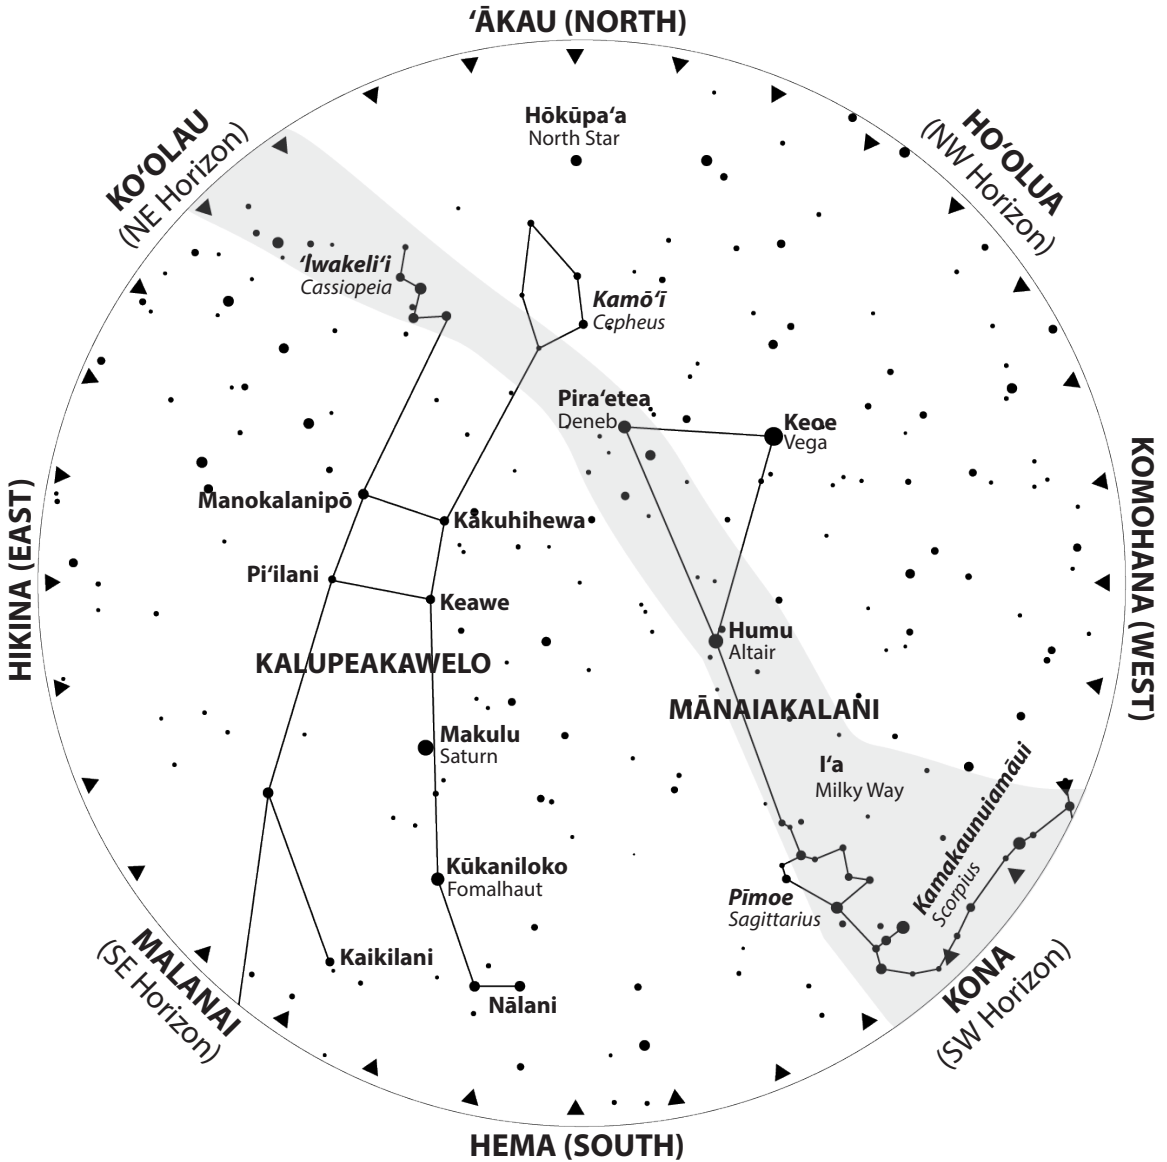 ʻĀKAU (NORTH)
Hōkūpaʻa
North Star
KOʻOLAU
(NE Horizon)
HOʻOLUA
(NW Horizon)
ʻIwakeliʻi
Cassiopeia
Kamōʻī
Cepheus
Piraʻetea
Deneb
Keoe
Vega
Manokalanipō
Kākuhihewa
HIKINA (EAST)
KOMOHANA (WEST)
Piʻilani
Keawe
Humu
Altair
KALUPEAKAWELO
MĀNAIAKALANI
Makulu
Saturn
Iʻa
Milky Way
Kūkaniloko
Fomalhaut
Pīmoe
Sagittarius
Kamakaunuiamāui
Scorpius
Kaikilani
Nālani
MALANAI
(SE Horizon)
KONA
(SW Horizon)
HEMA (SOUTH)